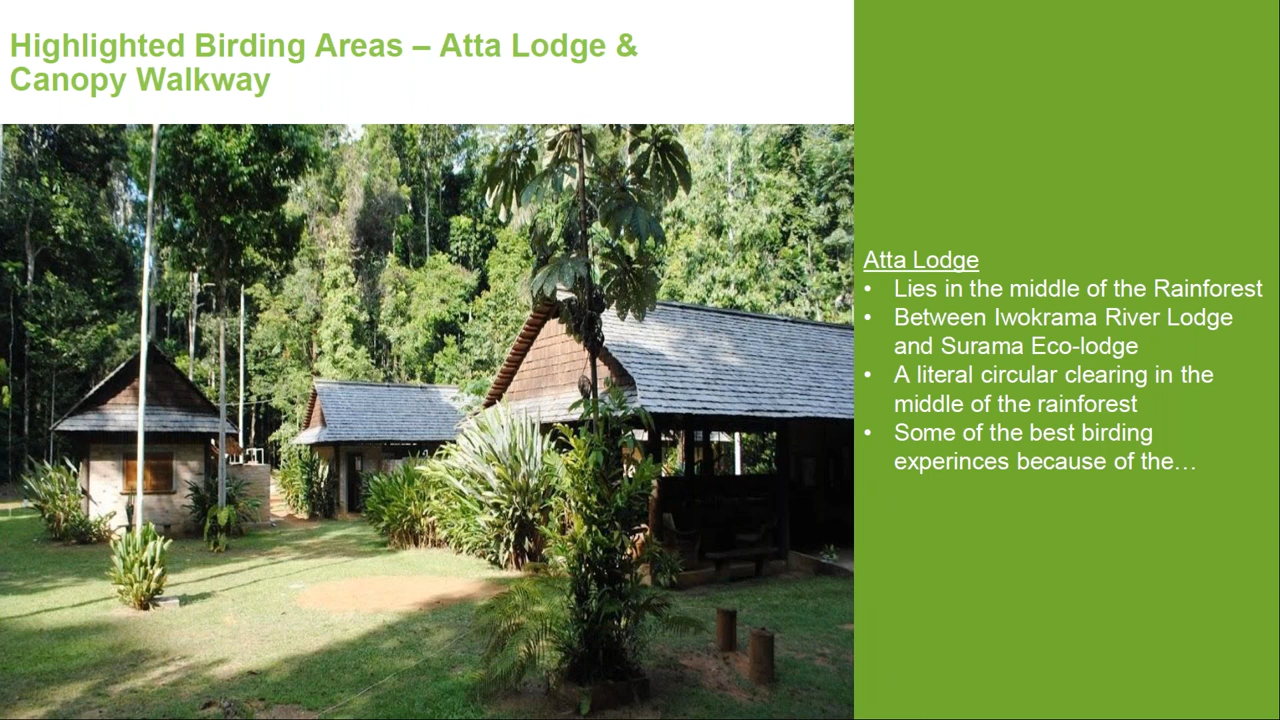 Highlighted Birding Areas – Atta Lodge &
Canopy Walkway
Atta Lodge
• Lies in the middle of the Rainforest
• Between Iwokrama River Lodge
and Surama Eco-lodge
• A literal circular clearing in the
middle of the rainforest
• Some of the best birding
experinces because of the…